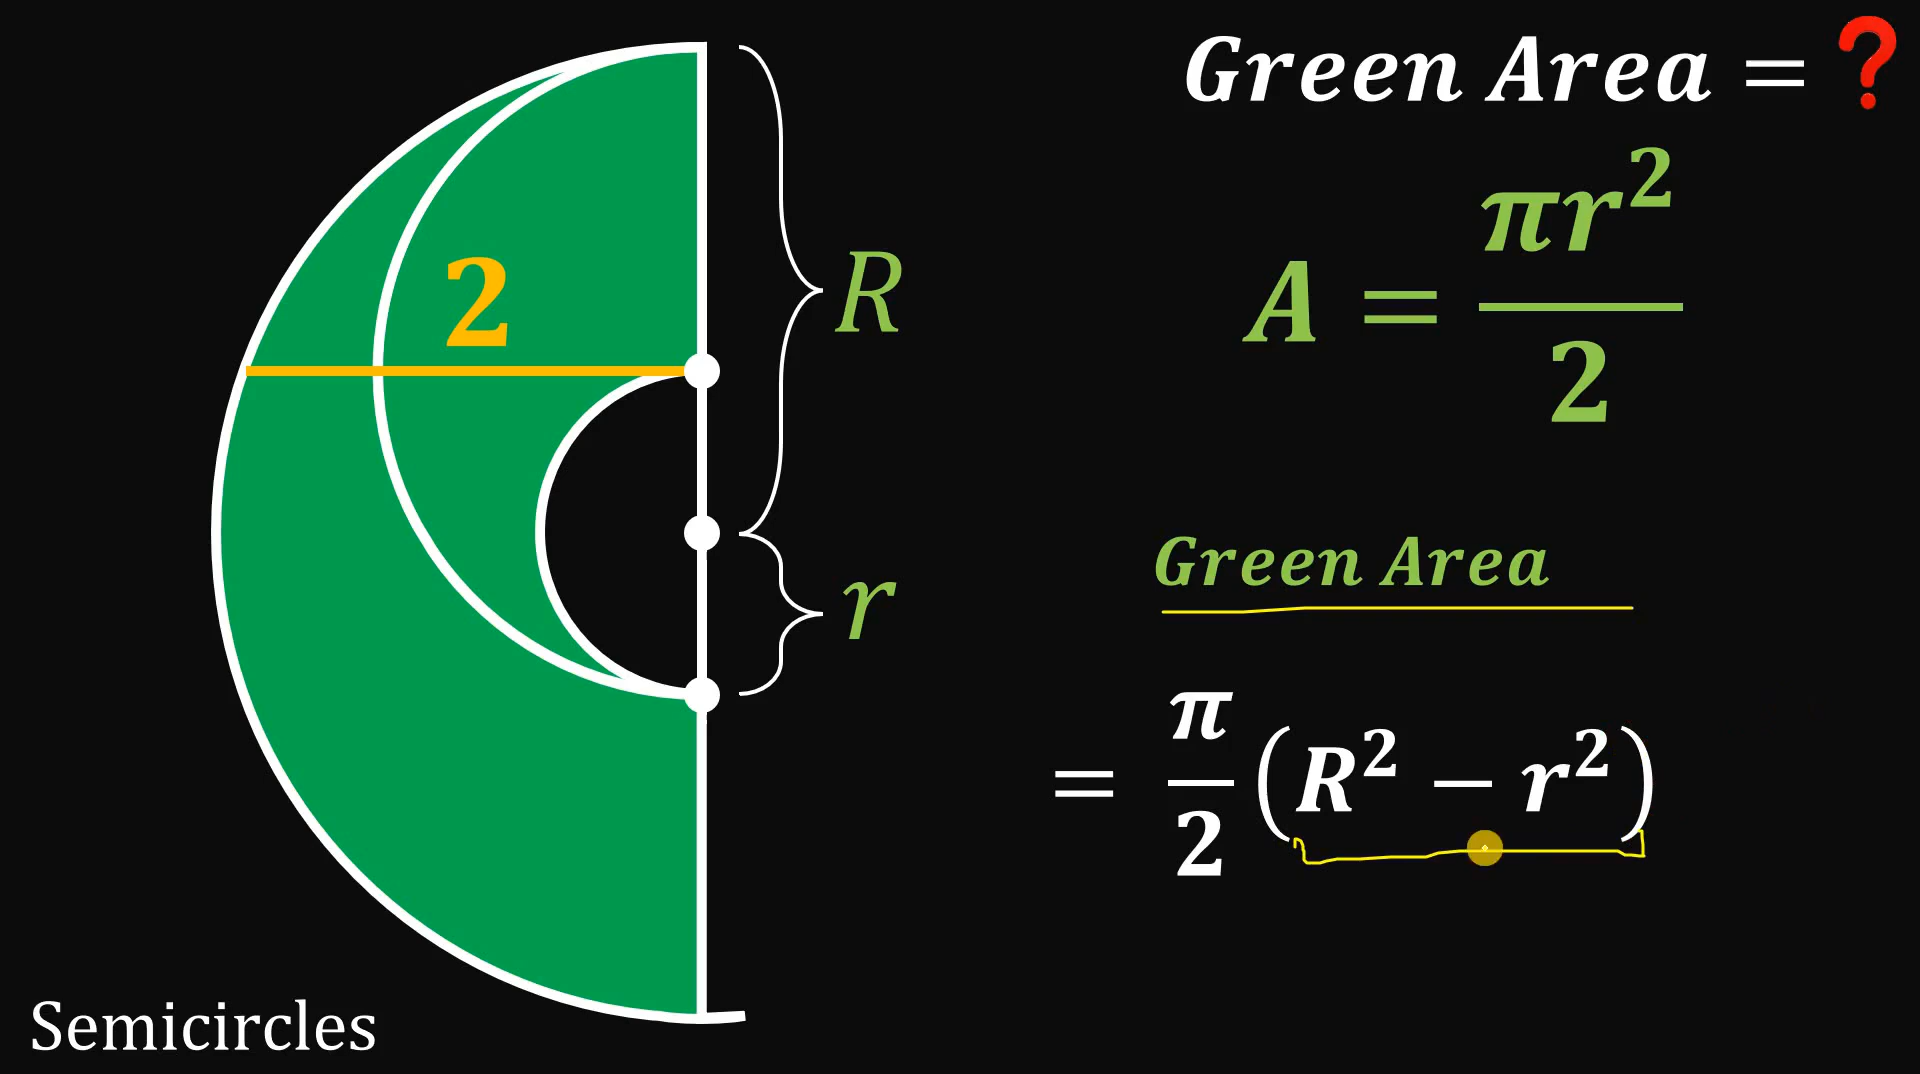 Green Area = ❓
A = πr²/2
2
R
r
Green Area
= π/2 (R² − r²)
Semicircles